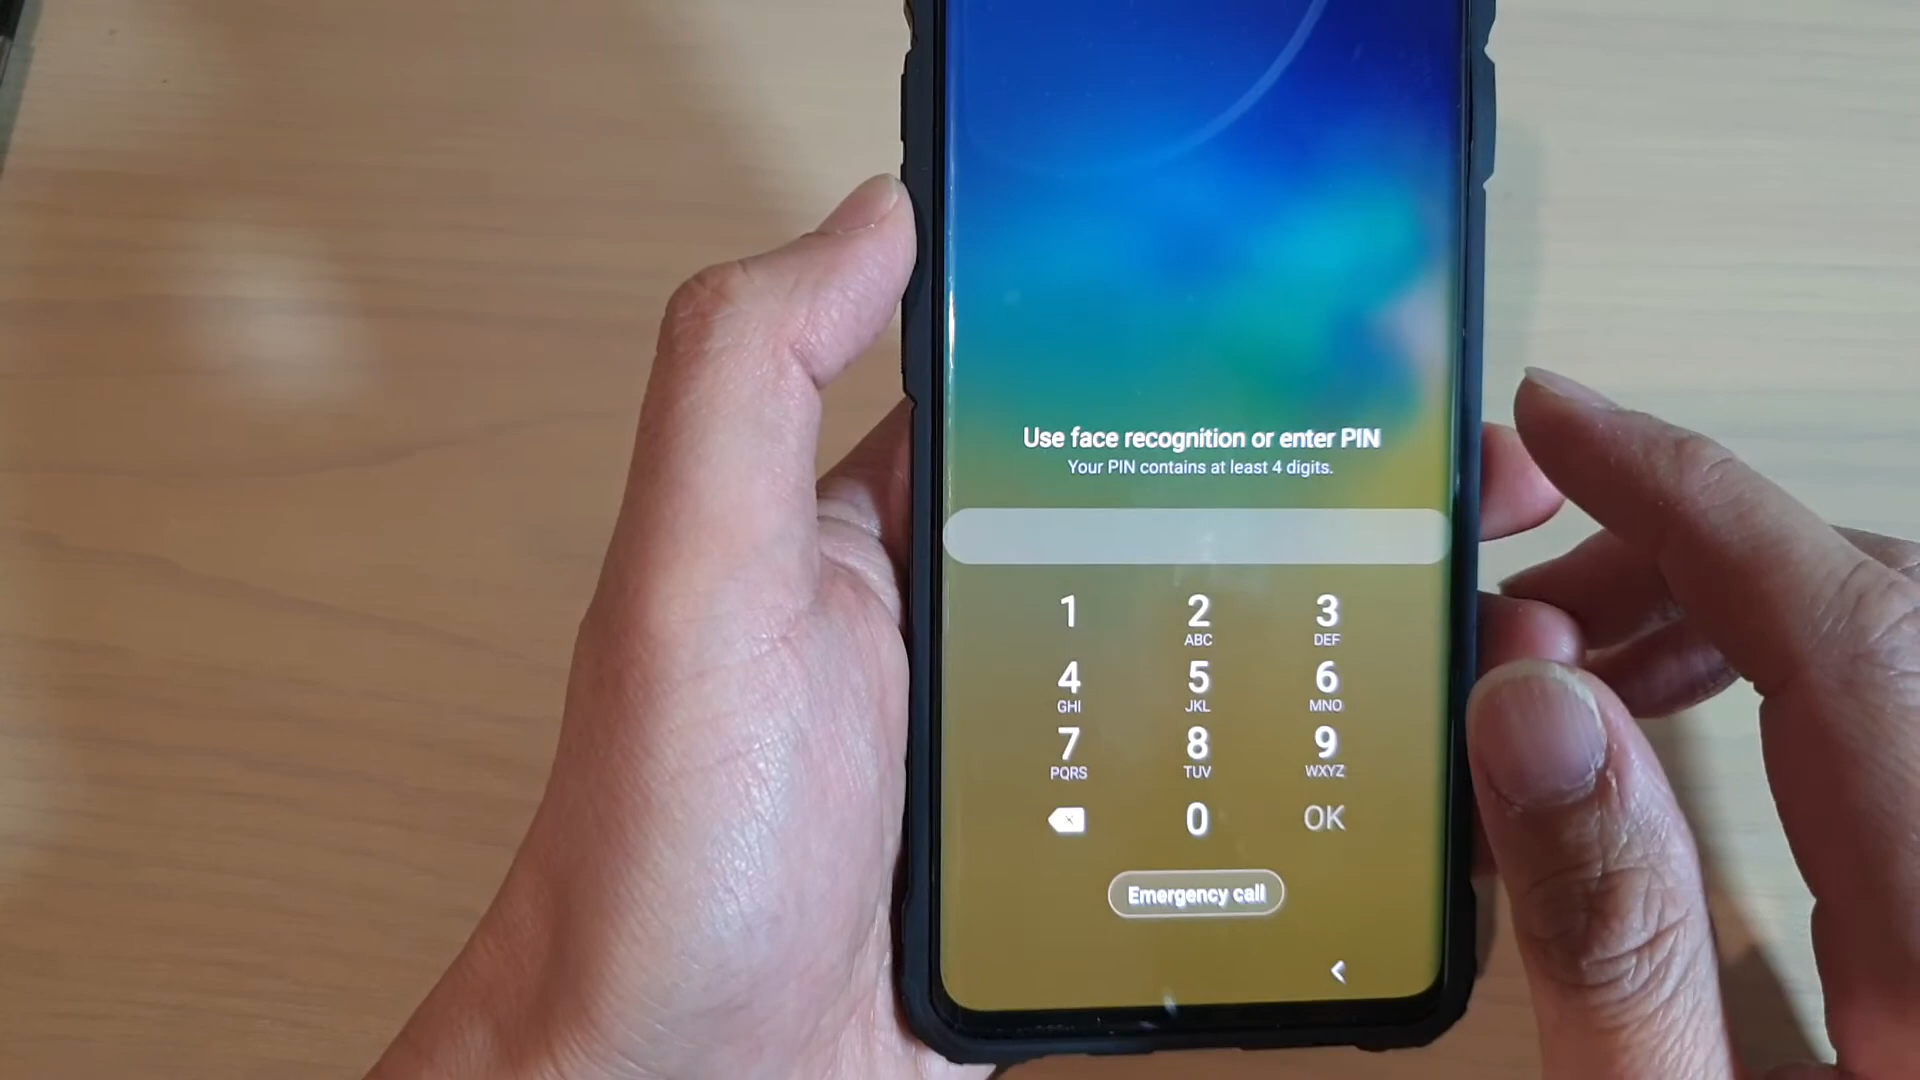 Use face recognition or enter PIN
Your PIN contains at least 4 digits.
1 2 3
ABC DEF
4 5 6
GHI JKL MNO
7 8 9
PQRS TUV WXYZ
0 OK
Emergency call